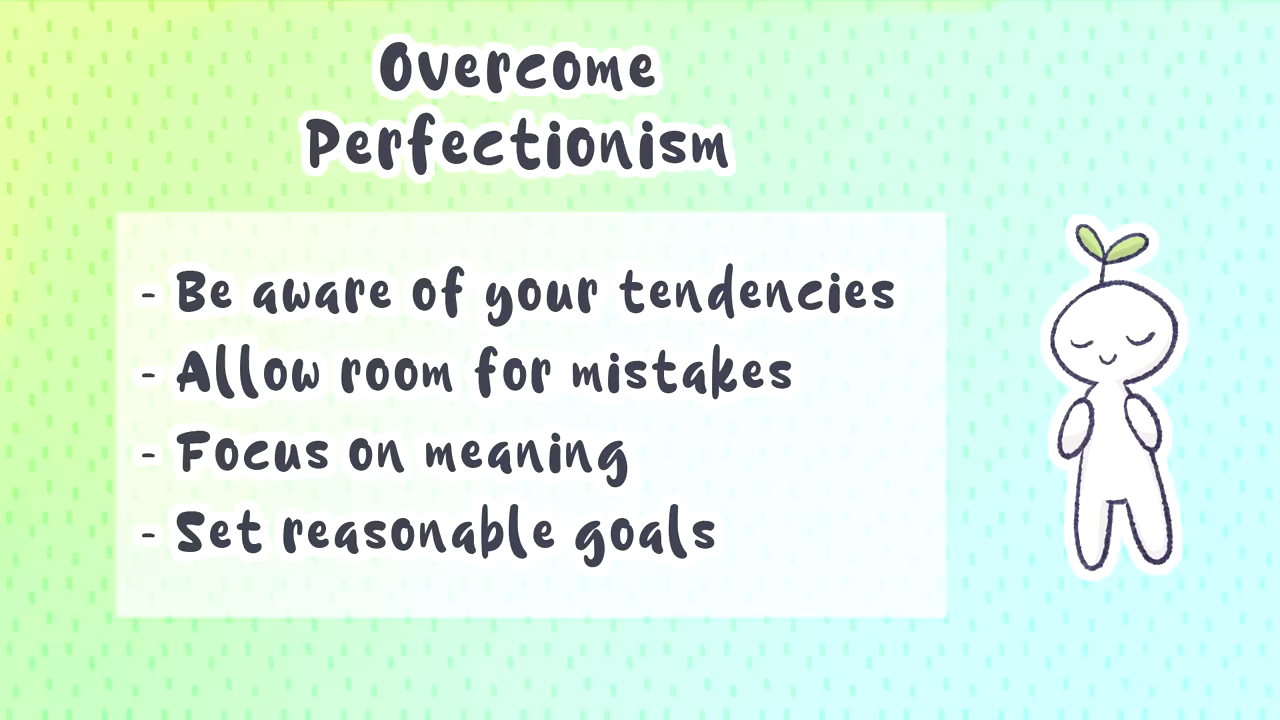 Overcome
Perfectionism
- Be aware of your tendencies
- Allow room for mistakes
- Focus on meaning
- Set reasonable goals